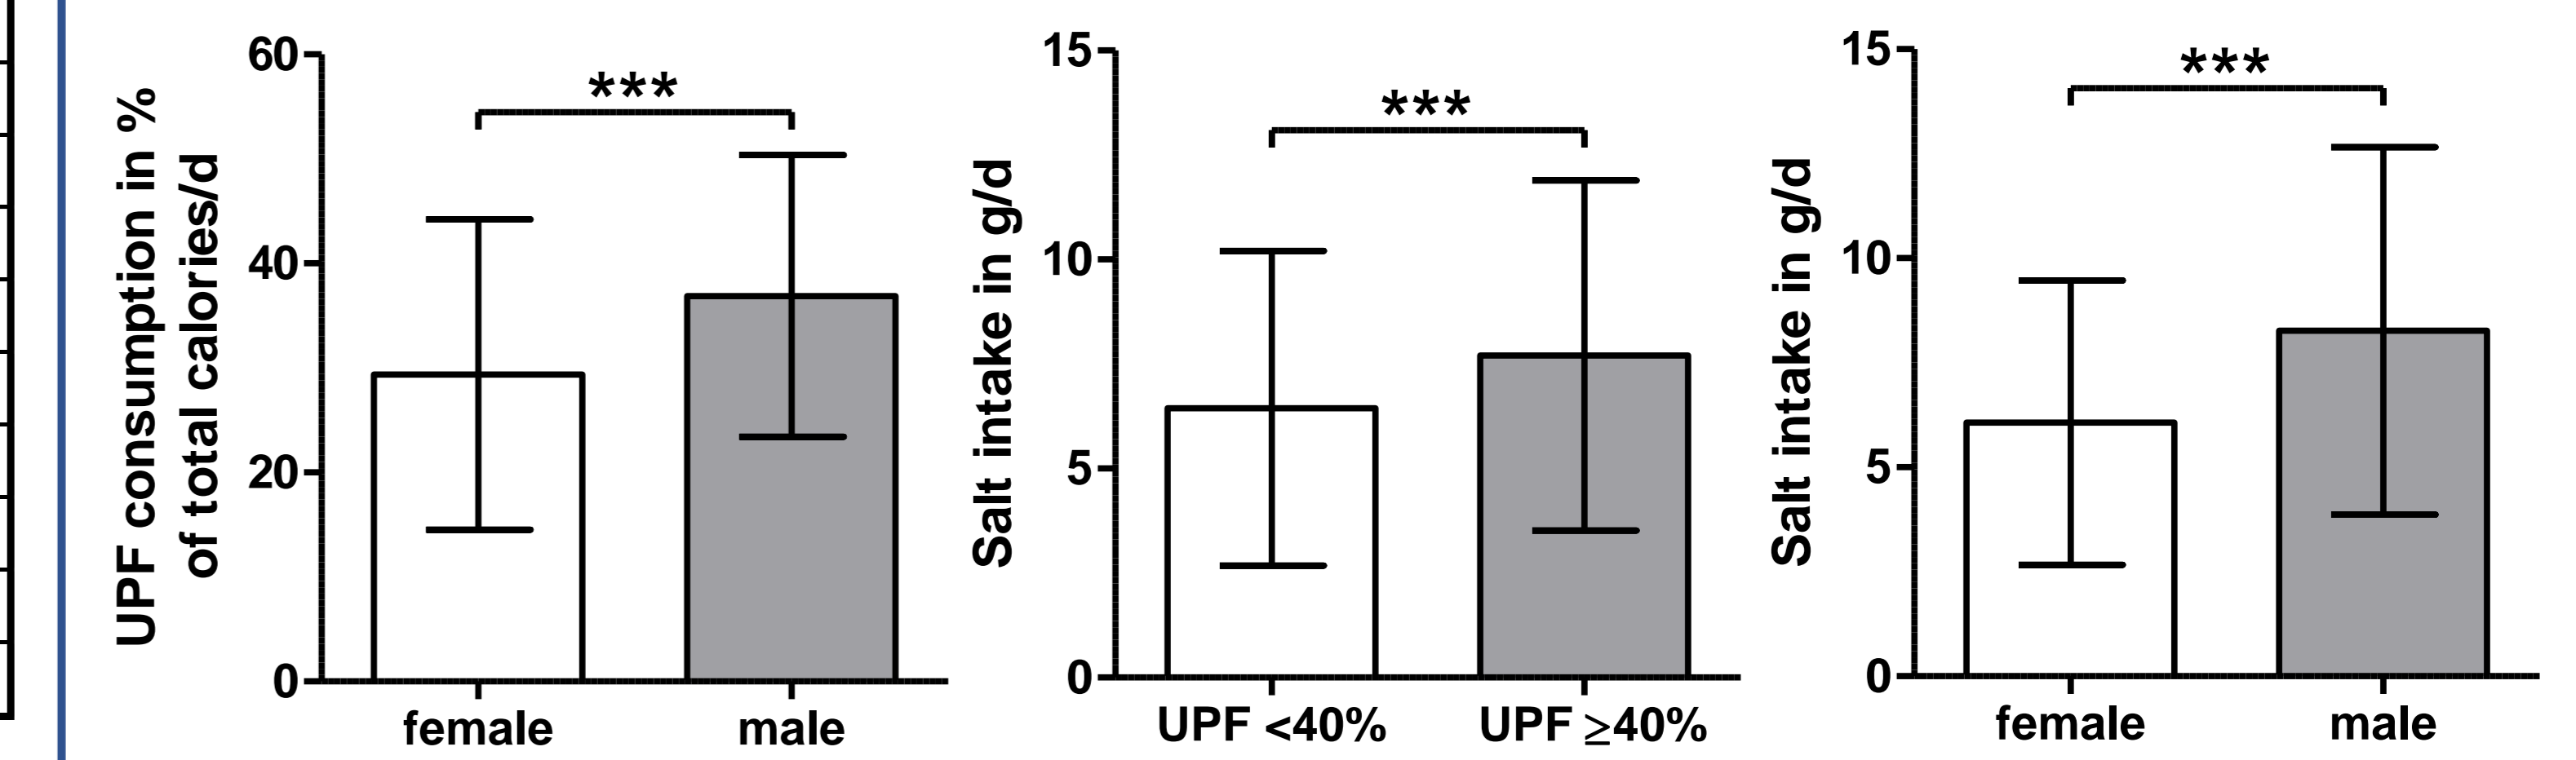 UPF consumption in %
of total calories/d
60
40
20
0
***
female
male
Salt intake in g/d
15
10
5
0
***
UPF <40%
UPF ≥40%
Salt intake in g/d
15
10
5
0
***
female
male